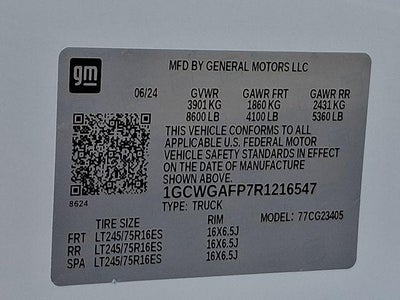 gm
MFD BY GENERAL MOTORS LLC
06/24 GVWR GAWR FRT GAWR RR
3901 KG 1860 KG 2431 KG
8600 LB 4100 LB 5360 LB
THIS VEHICLE CONFORMS TO ALL
APPLICABLE U.S. FEDERAL MOTOR
VEHICLE SAFETY STANDARDS IN EFFECT
ON THE DATE OF MANUFACTURE
SHOWN ABOVE.
1GCWGAFP7R1216547
8624
TYPE: TRUCK
TIRE SIZE RIM MODEL: 77CG23405
FRT LT245/75R16ES 16X6.5J
RR LT245/75R16ES 16X6.5J
SPA LT245/75R16ES 16X6.5J